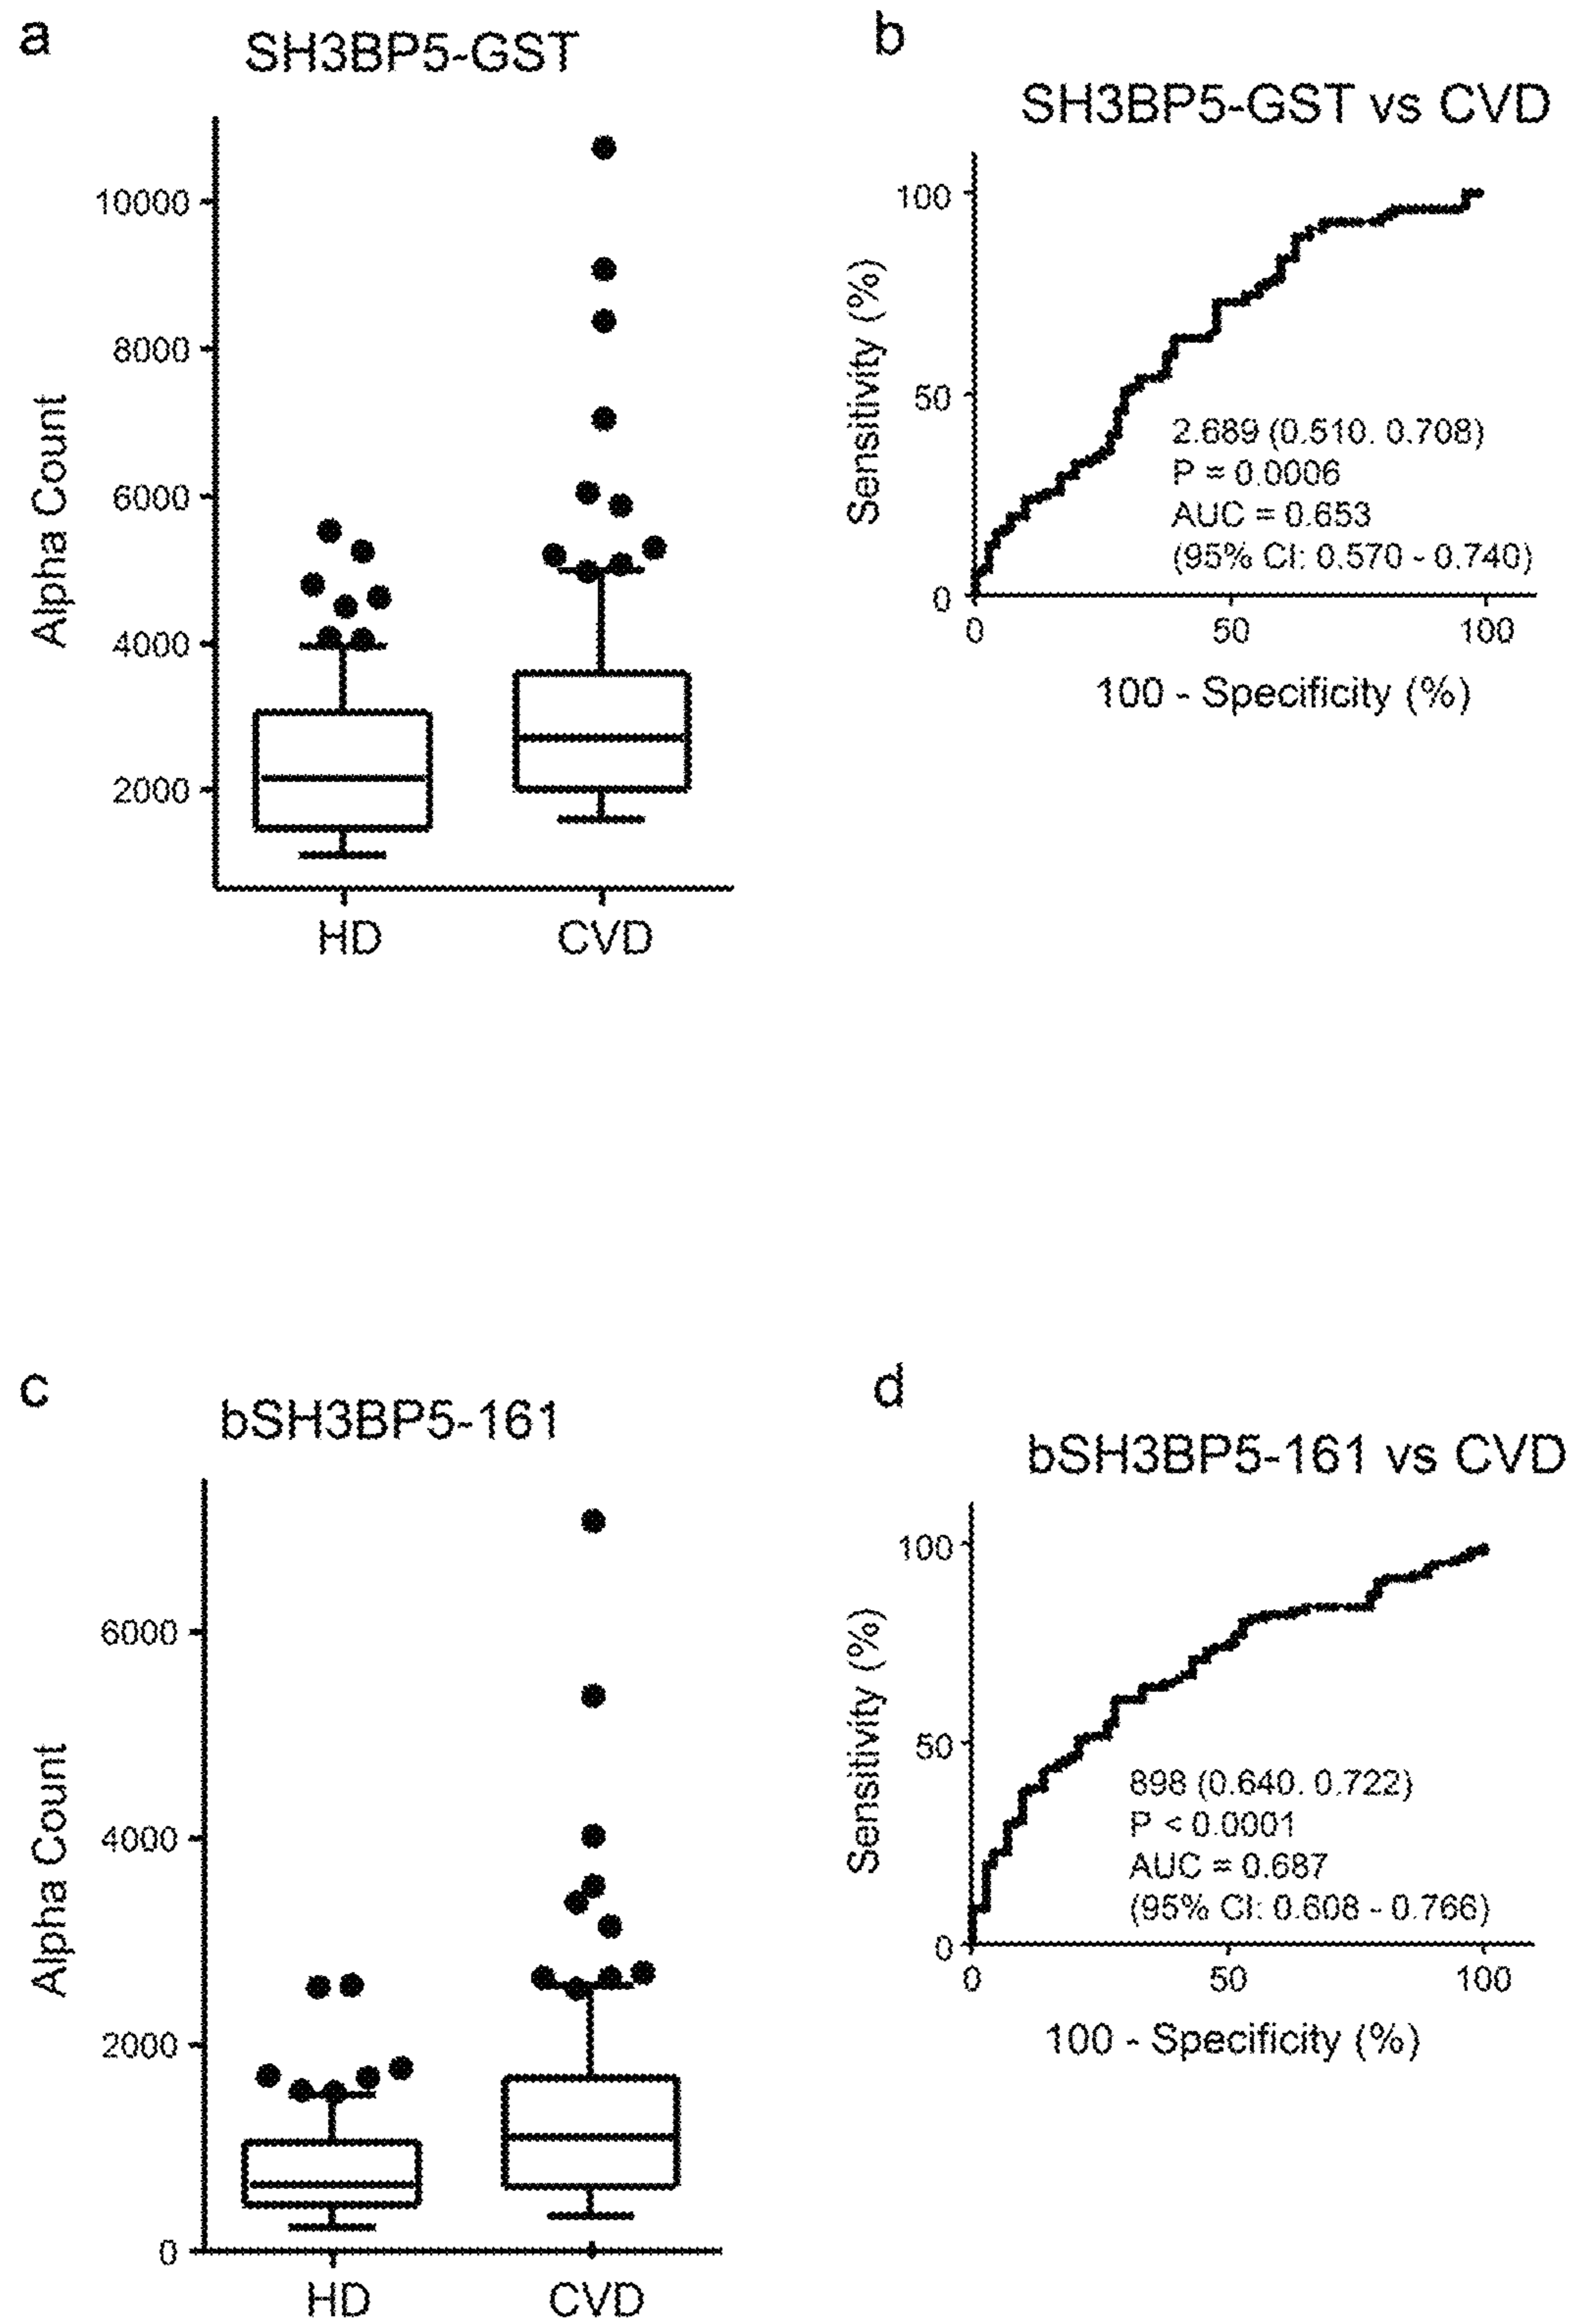 a
SH3BP5-GST
10000
8000
6000
4000
2000
Alpha Count
HD
CVD
b
SH3BP5-GST vs CVD
100
50
0
Sensitivity (%)
2.689 (0.510. 0.708)
P = 0.0006
AUC = 0.653
(95% CI: 0.570 - 0.740)
0
50
100
100 - Specificity (%)
c
bSH3BP5-161
6000
4000
2000
0
Alpha Count
HD
CVD
d
bSH3BP5-161 vs CVD
100
50
0
Sensitivity (%)
898 (0.640. 0.722)
P < 0.0001
AUC = 0.687
(95% CI: 0.608 - 0.766)
0
50
100
100 - Specificity (%)